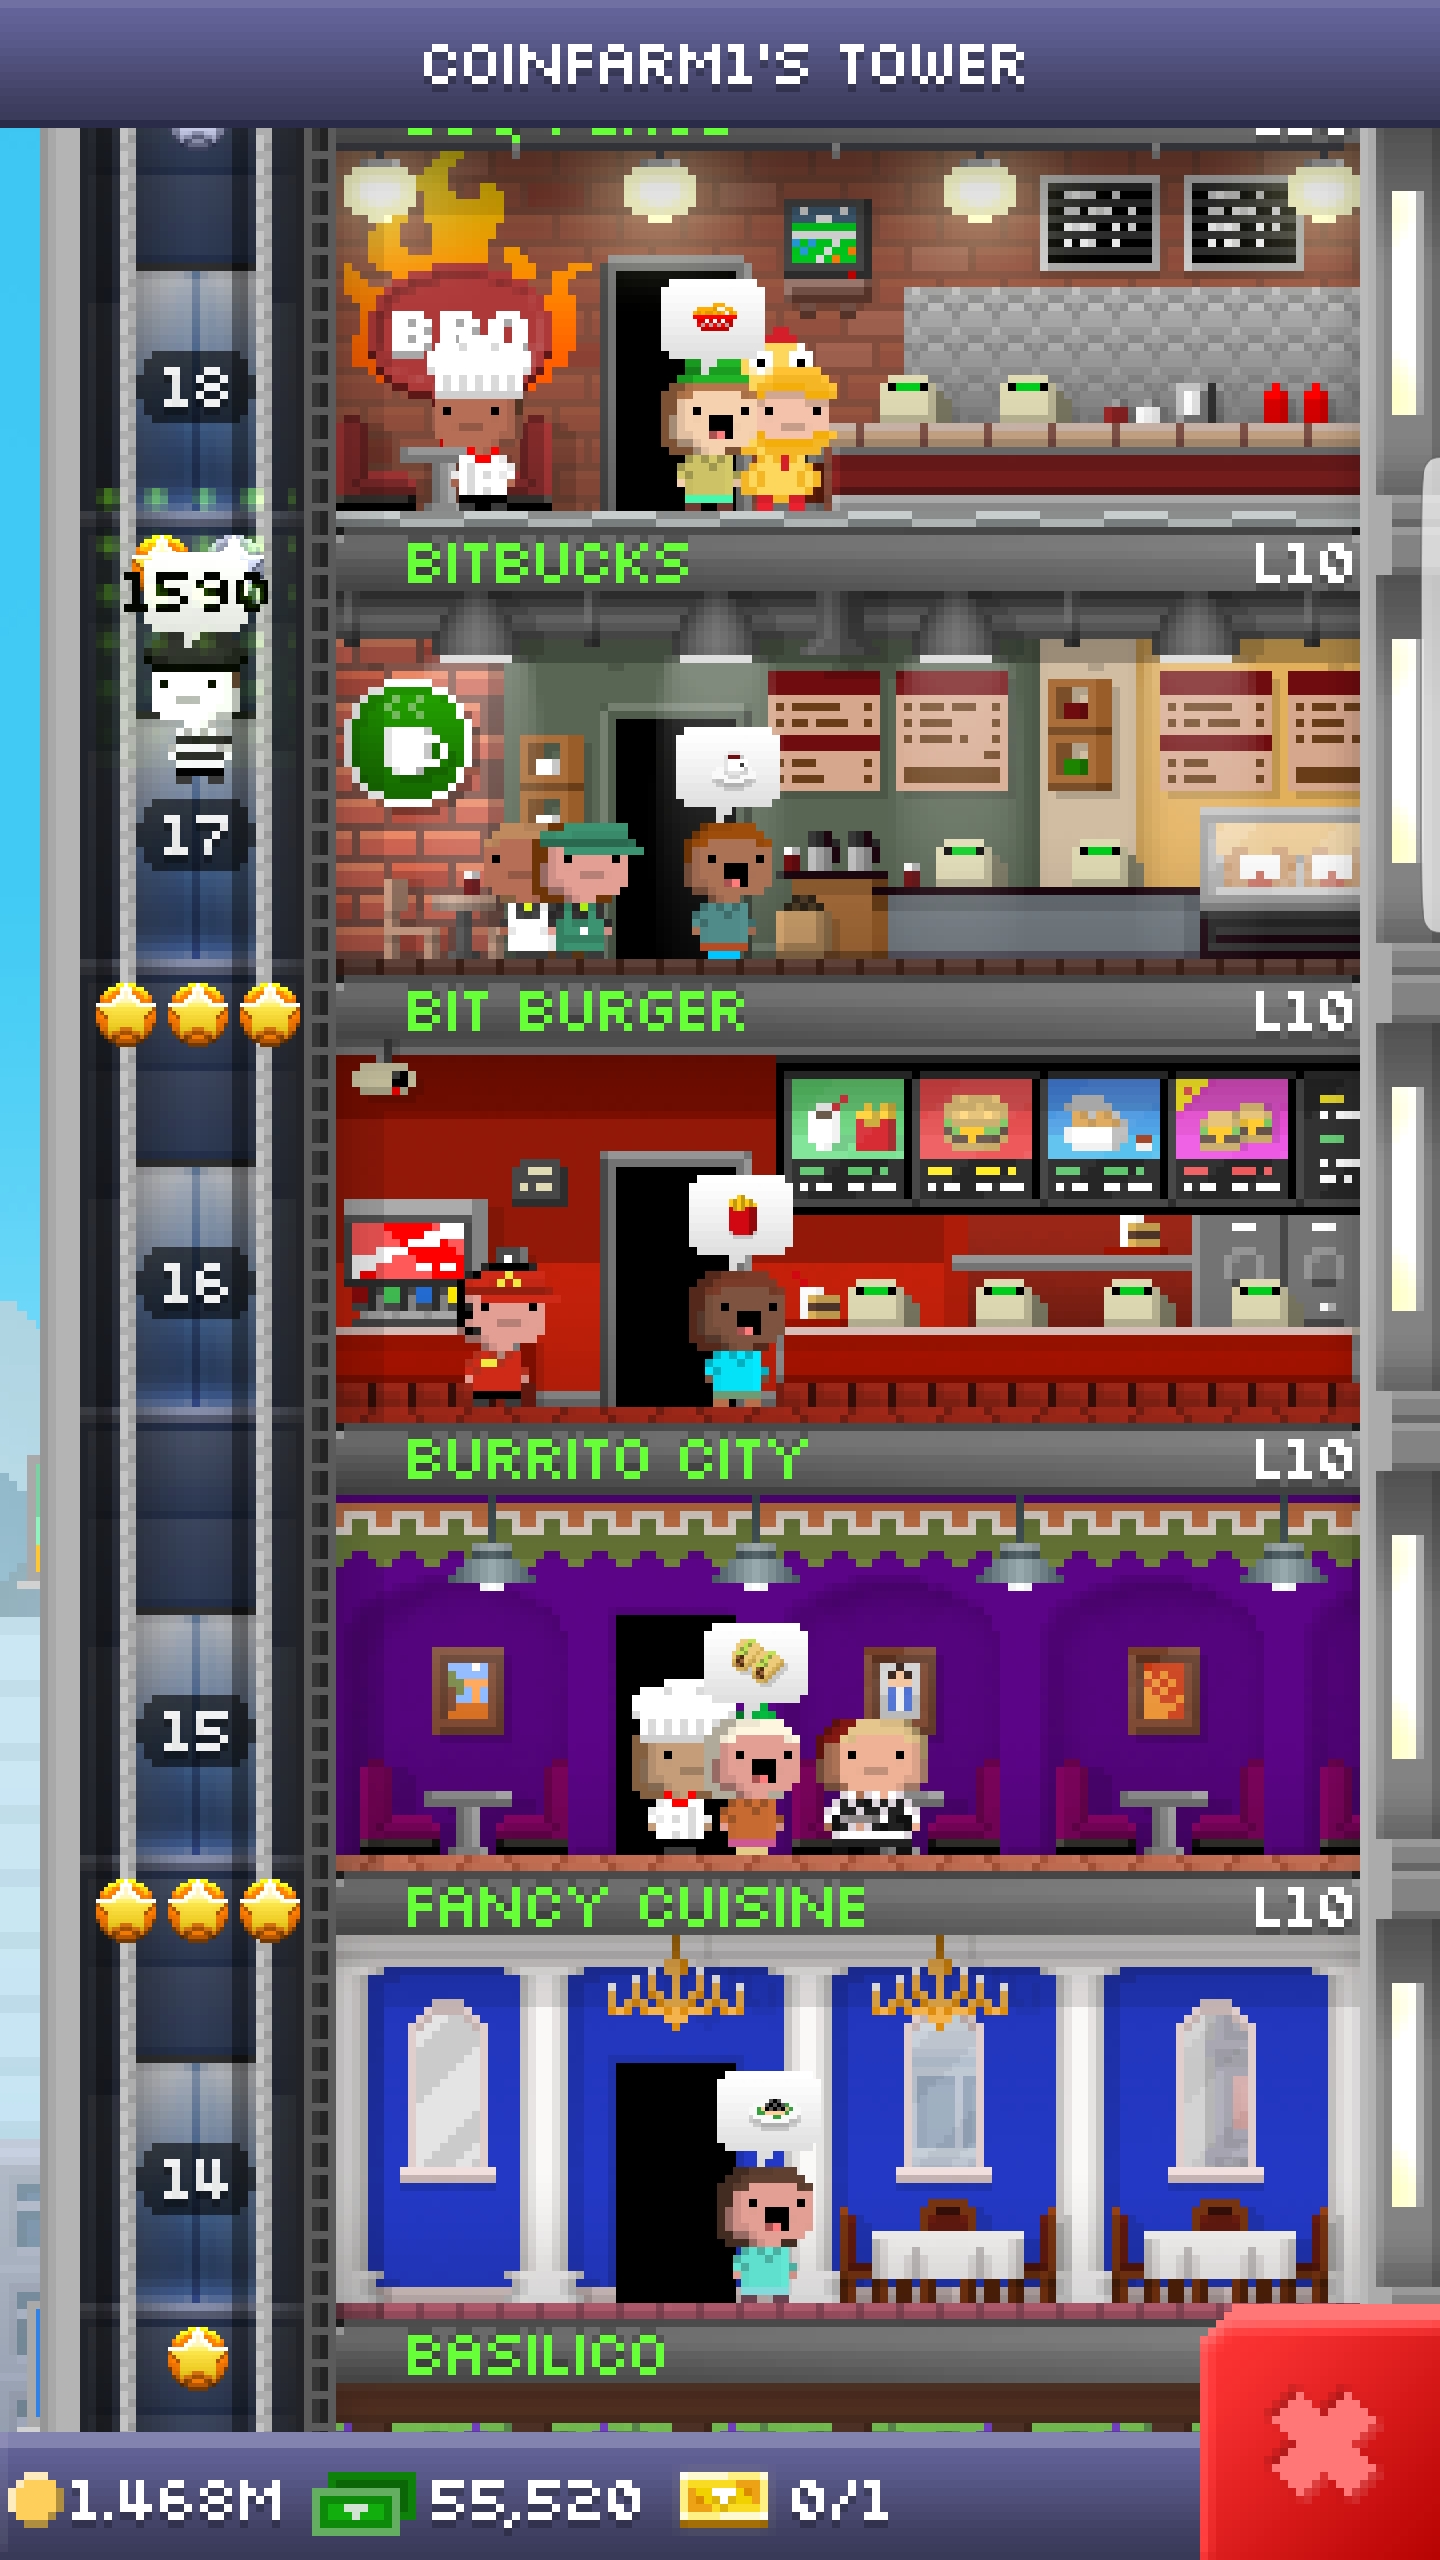 COINFARM1'S TOWER
BBQ
18
BITBUCKS L10
1590
17
BIT BURGER L10
16
BURRITO CITY L10
15
FANCY CUISINE L10
14
BASILICO
1.468M 55,520 0/1